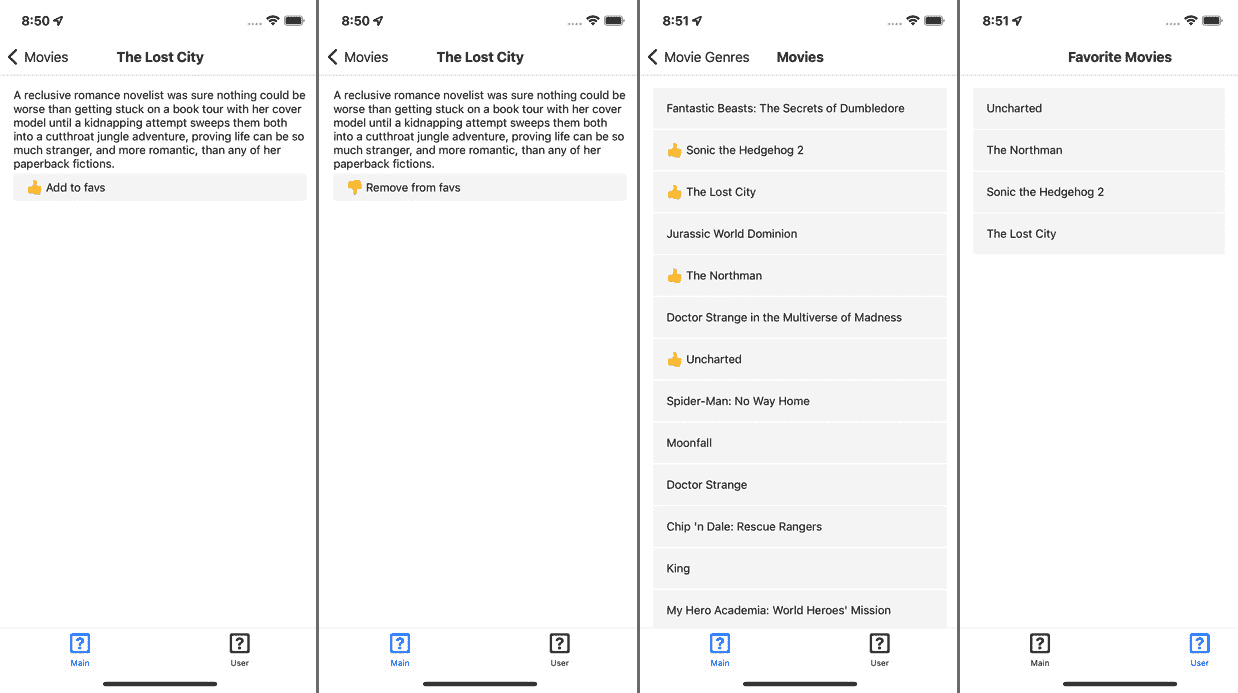 8:50
Movies
The Lost City
A reclusive romance novelist was sure nothing could be
worse than getting stuck on a book tour with her cover
model until a kidnapping attempt sweeps them both
into a cutthroat jungle adventure, proving life can be so
much stranger, and more romantic, than any of her
paperback fictions.
👍 Add to favs
Main
User
8:50
Movies
The Lost City
A reclusive romance novelist was sure nothing could be
worse than getting stuck on a book tour with her cover
model until a kidnapping attempt sweeps them both
into a cutthroat jungle adventure, proving life can be so
much stranger, and more romantic, than any of her
paperback fictions.
👎 Remove from favs
Main
User
8:51
Movie Genres
Movies
Fantastic Beasts: The Secrets of Dumbledore
👍 Sonic the Hedgehog 2
👍 The Lost City
Jurassic World Dominion
👍 The Northman
Doctor Strange in the Multiverse of Madness
👍 Uncharted
Spider-Man: No Way Home
Moonfall
Doctor Strange
Chip 'n Dale: Rescue Rangers
King
My Hero Academia: World Heroes' Mission
Main
User
8:51
Favorite Movies
Uncharted
The Northman
Sonic the Hedgehog 2
The Lost City
Main
User